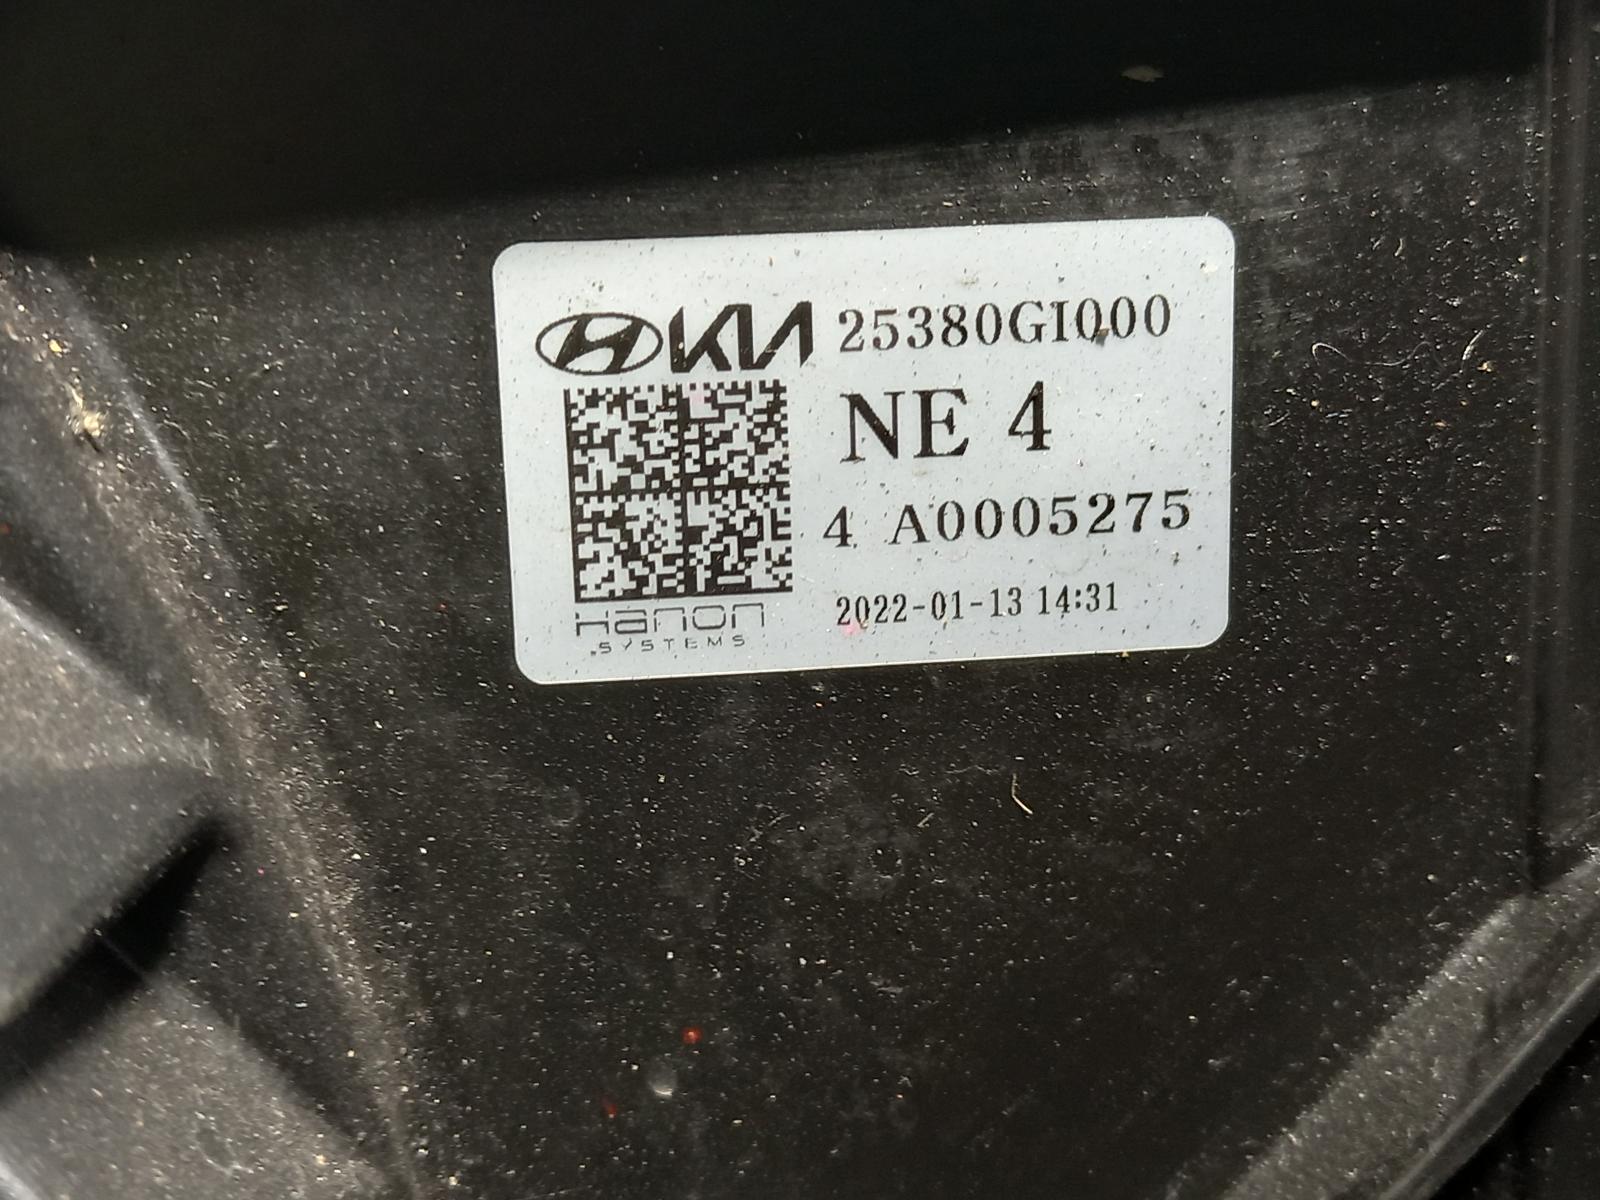 KIA 25380GI000
NE 4
4 A0005275
Hanon
SYSTEMS
2022-01-13 14:31